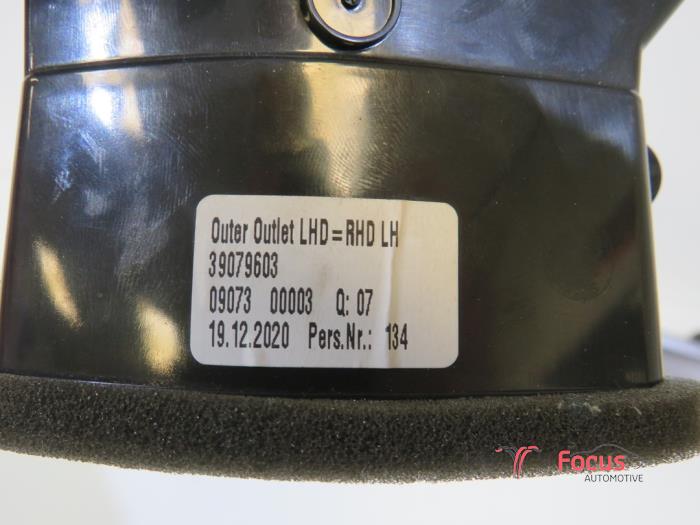 Outer Outlet LHD=RHD LH
39079603
09073 00003 Q: 07
19.12.2020 Pers.Nr.: 134
Focus
AUTOMOTIVE